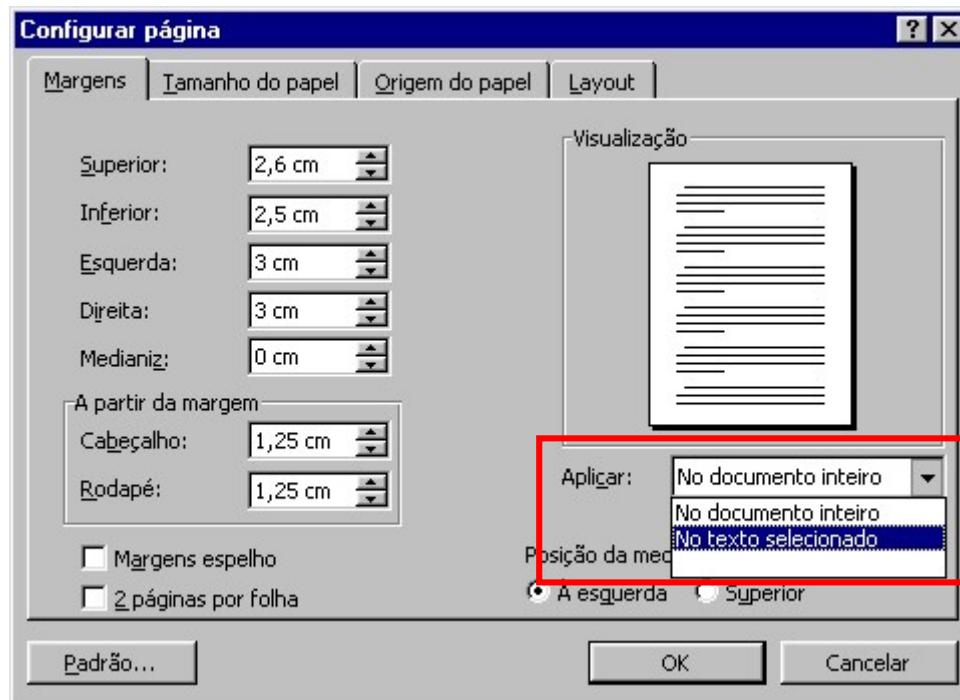 Configurar página
Margens Tamanho do papel Origem do papel Layout
Superior: 2,6 cm
Inferior: 2,5 cm
Esquerda: 3 cm
Direita: 3 cm
Medianiz: 0 cm
A partir da margem
Cabeçalho: 1,25 cm
Rodapé: 1,25 cm
Margens espelho
2 páginas por folha
Visualização
Aplicar: No documento inteiro
No documento inteiro
No texto selecionado
Posição da med
À esquerda Superior
Padrão... OK Cancelar